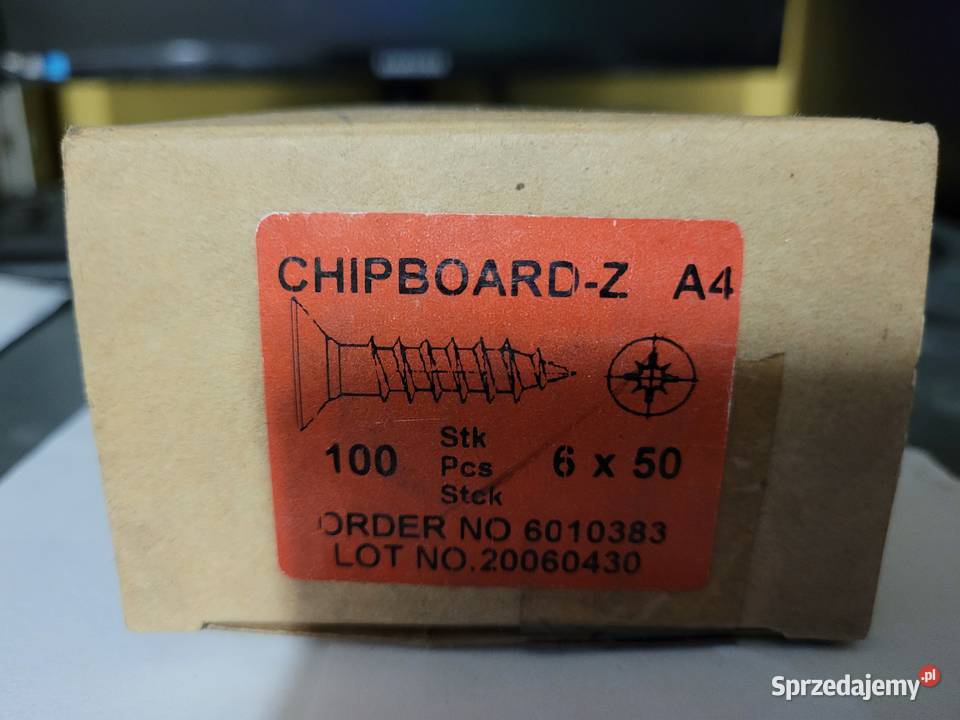 CHIPBOARD-Z A4
100 Stk Pcs Stck 6 x 50
ORDER NO 6010383
LOT NO.20060430
Sprzedajemy.pl